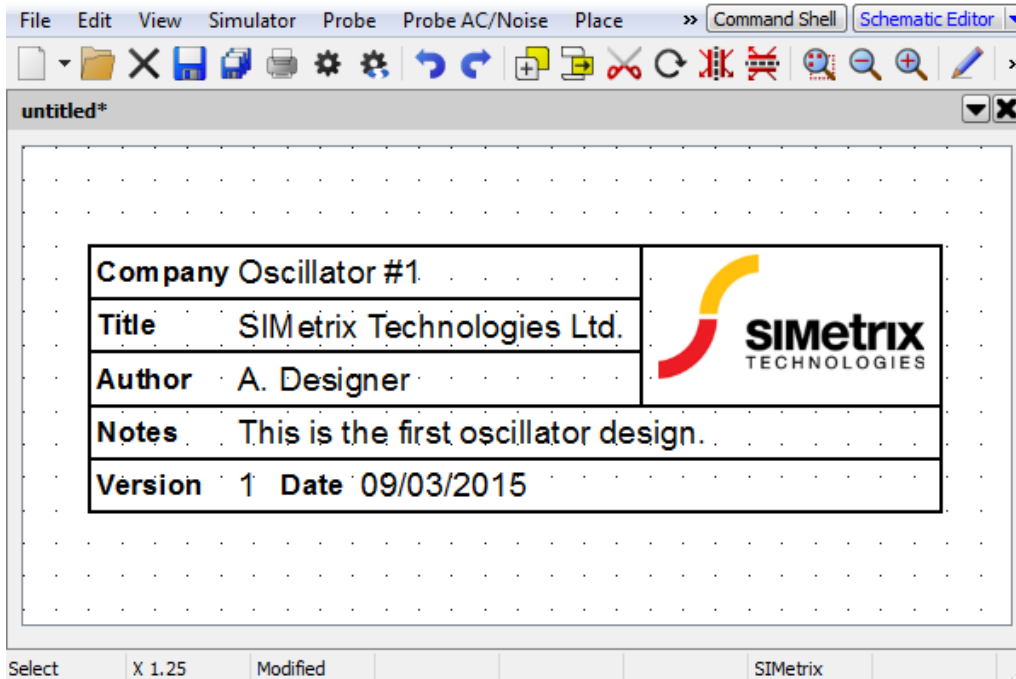 File Edit View Simulator Probe Probe AC/Noise Place » Command Shell Schematic Editor
untitled*
Company Oscillator #1
Title SIMetrix Technologies Ltd.
Author A. Designer
SIMetrix
TECHNOLOGIES
Notes This is the first oscillator design.
Version 1 Date 09/03/2015
Select X 1.25 Modified SIMetrix